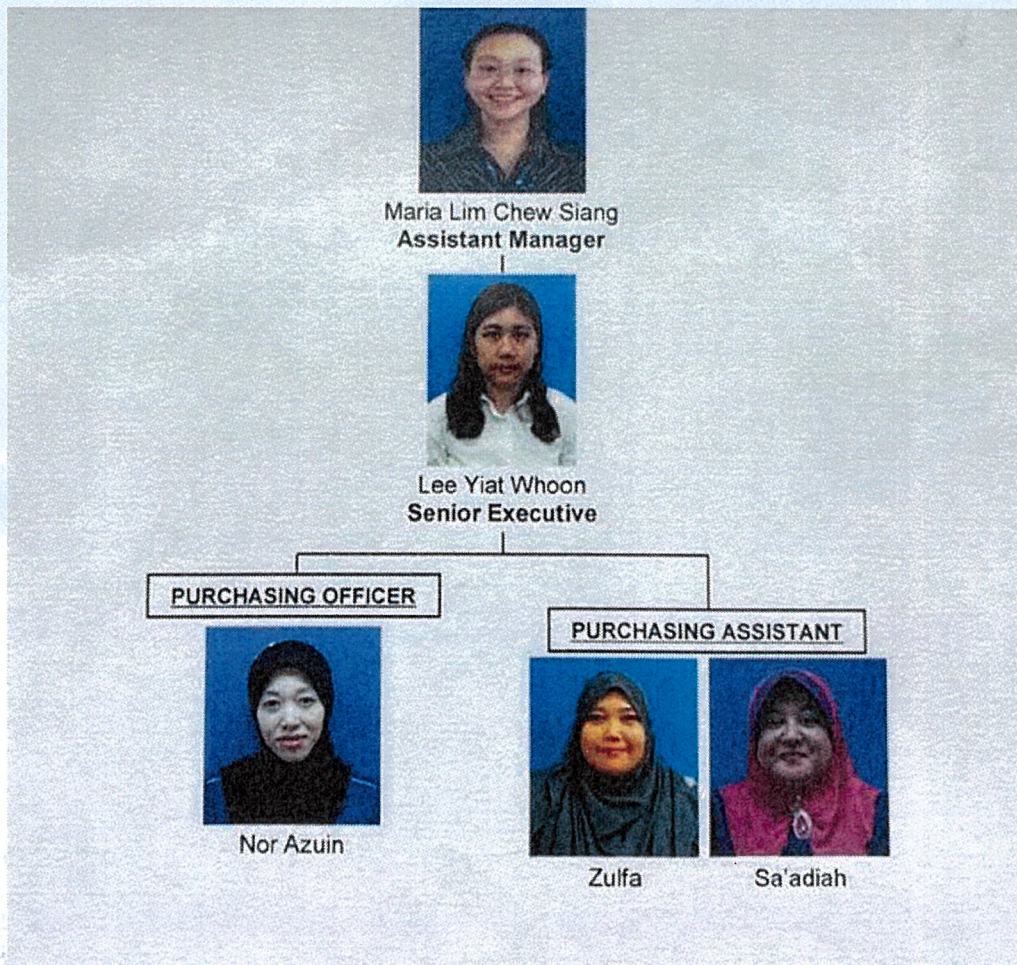 Maria Lim Chew Siang
Assistant Manager
Lee Yiat Whoon
Senior Executive
PURCHASING OFFICER
PURCHASING ASSISTANT
Nor Azuin
Zulfa
Sa'adiah